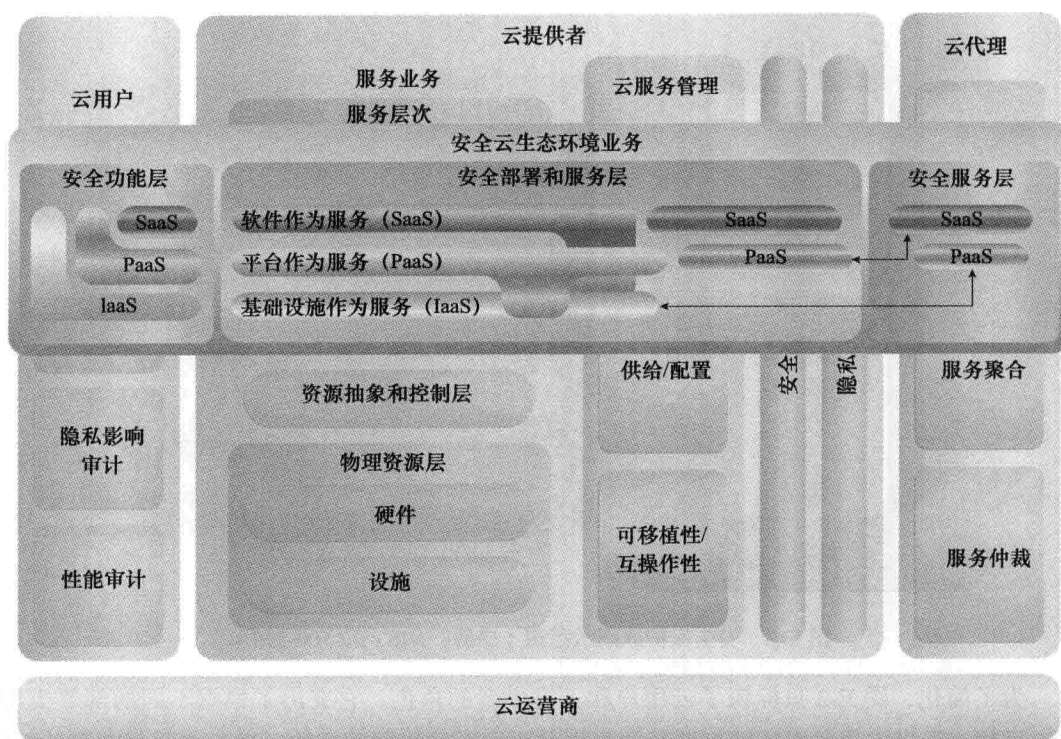 云提供者
云代理
云用户
服务业务
云服务管理
服务层次
安全云生态环境业务
安全功能层
安全部署和服务层
安全服务层
SaaS
软件作为服务（SaaS）
SaaS
SaaS
PaaS
平台作为服务（PaaS）
PaaS
PaaS
laaS
基础设施作为服务（IaaS）
供给/配置
安全
隐私
服务聚合
资源抽象和控制层
隐私影响
审计
物理资源层
硬件
可移植性/
互操作性
服务仲裁
性能审计
设施
云运营商